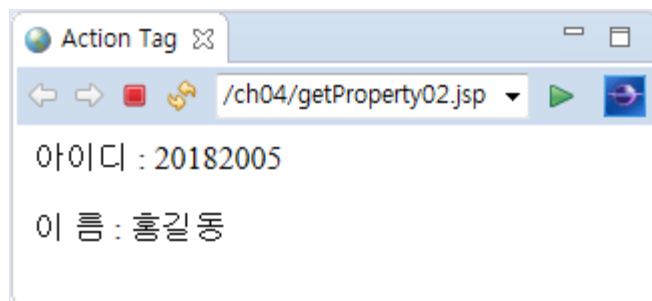 Action Tag
/ch04/getProperty02.jsp
아이디 : 20182005
이 름 : 홍길동